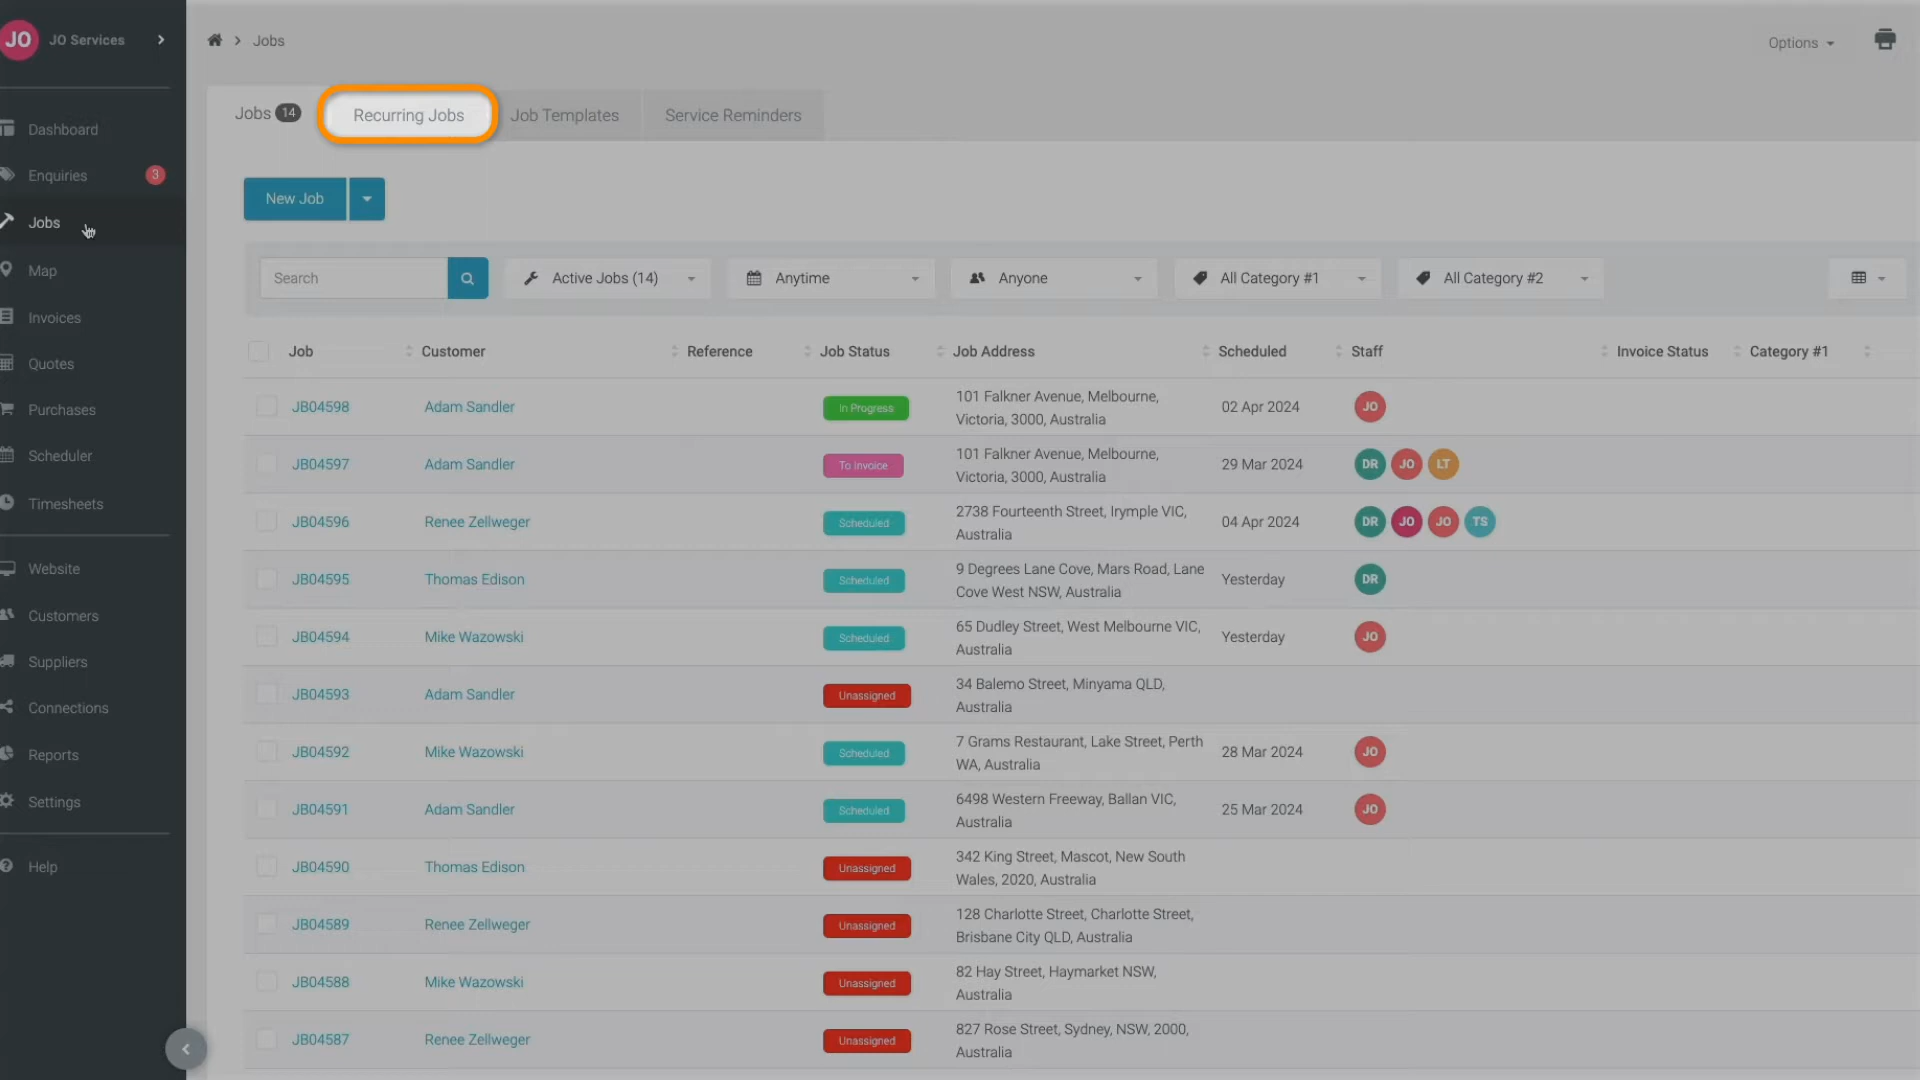 JO JO Services
Dashboard
Enquiries 3
Jobs
Map
Invoices
Quotes
Purchases
Scheduler
Timesheets
Website
Customers
Suppliers
Connections
Reports
Settings
Help
Jobs
Options
Jobs 14 Recurring Jobs Job Templates Service Reminders
New Job
Search Active Jobs (14) Anytime Anyone All Category #1 All Category #2
Job Customer Reference Job Status Job Address Scheduled Staff Invoice Status Category #1
JB04598 Adam Sandler In Progress 101 Falkner Avenue, Melbourne, 02 Apr 2024 JO
Victoria, 3000, Australia
JB04597 Adam Sandler To Invoice 101 Falkner Avenue, Melbourne, 29 Mar 2024 DR JO LT
Victoria, 3000, Australia
JB04596 Renee Zellweger Scheduled 2738 Fourteenth Street, Irymple VIC, 04 Apr 2024 DR JO JO TS
Australia
JB04595 Thomas Edison Scheduled 9 Degrees Lane Cove, Mars Road, Lane Yesterday DR
Cove West NSW, Australia
JB04594 Mike Wazowski Scheduled 65 Dudley Street, West Melbourne VIC, Yesterday JO
Australia
JB04593 Adam Sandler Unassigned 34 Balemo Street, Minyama QLD,
Australia
JB04592 Mike Wazowski Scheduled 7 Grams Restaurant, Lake Street, Perth 28 Mar 2024 JO
WA, Australia
JB04591 Adam Sandler Scheduled 6498 Western Freeway, Ballan VIC, 25 Mar 2024 JO
Australia
JB04590 Thomas Edison Unassigned 342 King Street, Mascot, New South
Wales, 2020, Australia
JB04589 Renee Zellweger Unassigned 128 Charlotte Street, Charlotte Street,
Brisbane City QLD, Australia
JB04588 Mike Wazowski Unassigned 82 Hay Street, Haymarket NSW,
Australia
JB04587 Renee Zellweger Unassigned 827 Rose Street, Sydney, NSW, 2000,
Australia